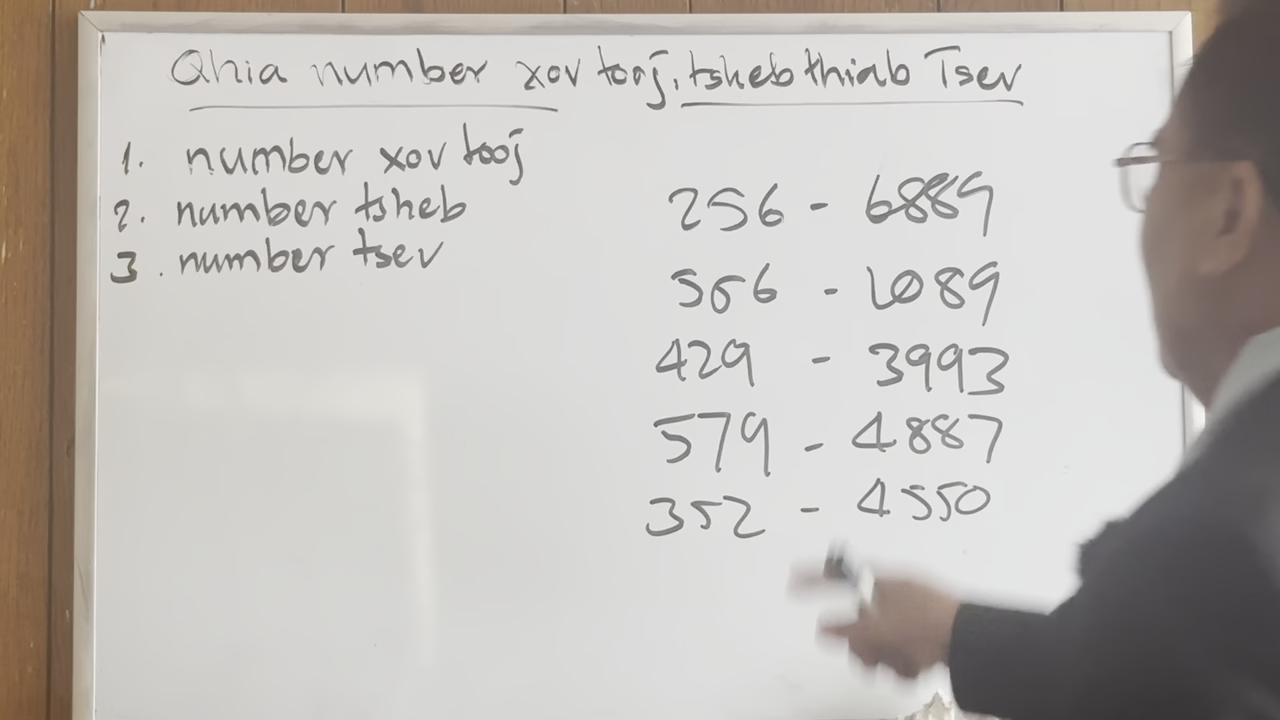 Qhia number xov tooj, tsheb thiab Tsev
1. number xov tooj
2. number tsheb
3. number tsev
256 - 6889
566 - 1089
429 - 3993
579 - 4887
352 - 4550